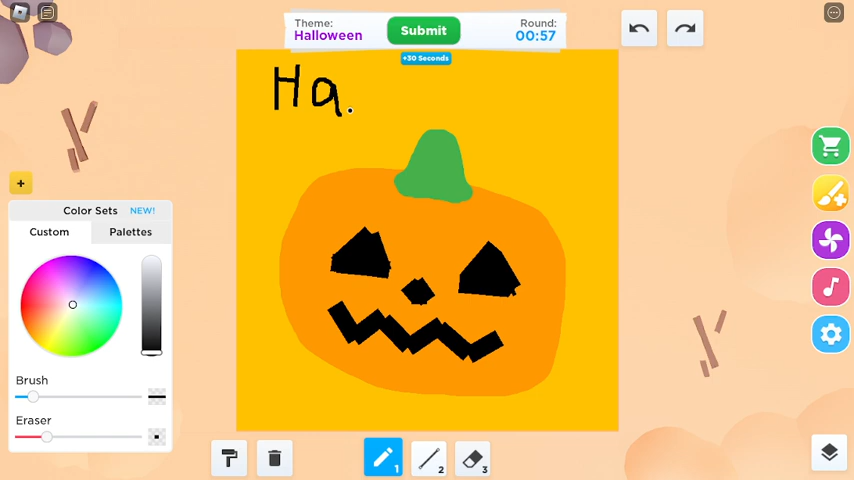 Theme:
Halloween
Submit
Round:
00:57
+30 Seconds
Ha
+
Color Sets NEW!
Custom Palettes
Brush
Eraser
1 2 3